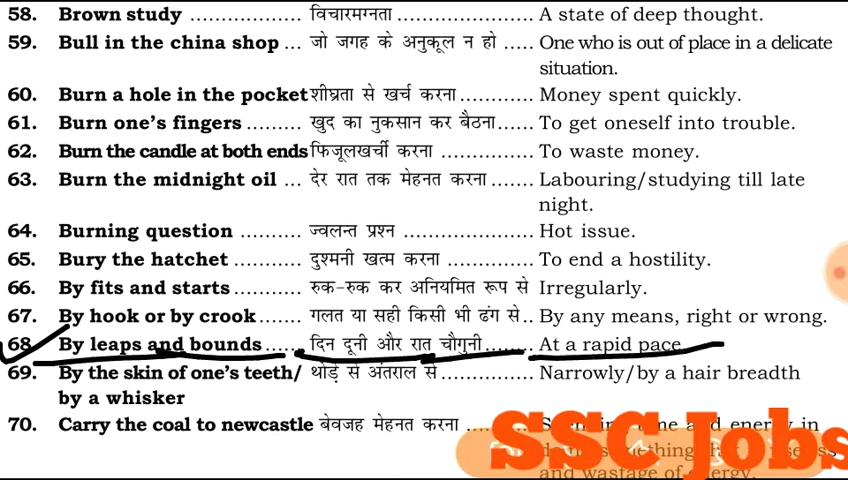 58. Brown study .................. विचारमग्नता ...................... A state of deep thought.
59. Bull in the china shop ... जो जगह के अनुकूल न हो ..... One who is out of place in a delicate
situation.
60. Burn a hole in the pocket शीघ्रता से खर्च करना ............ Money spent quickly.
61. Burn one's fingers ......... खुद का नुकसान कर बैठना ...... To get oneself into trouble.
62. Burn the candle at both ends फिजूलखर्ची करना ............... To waste money.
63. Burn the midnight oil ... देर रात तक मेहनत करना ....... Labouring/studying till late
night.
64. Burning question .......... ज्वलन्त प्रश्न ..................... Hot issue.
65. Bury the hatchet ........... दुश्मनी खत्म करना .............. To end a hostility.
66. By fits and starts ........... रुक-रुक कर अनियमित रूप से Irregularly.
67. By hook or by crook ....... गलत या सही किसी भी ढंग से .. By any means, right or wrong.
68. By leaps and bounds ...... दिन दूनी और रात चौगुनी ........ At a rapid pace.
69. By the skin of one's teeth/ थोड़े से अंतराल से ............... Narrowly/by a hair breadth
by a whisker
70. Carry the coal to newcastle बेवजह मेहनत करना .... and energy in
SSC Jobs
and wastage of energy.